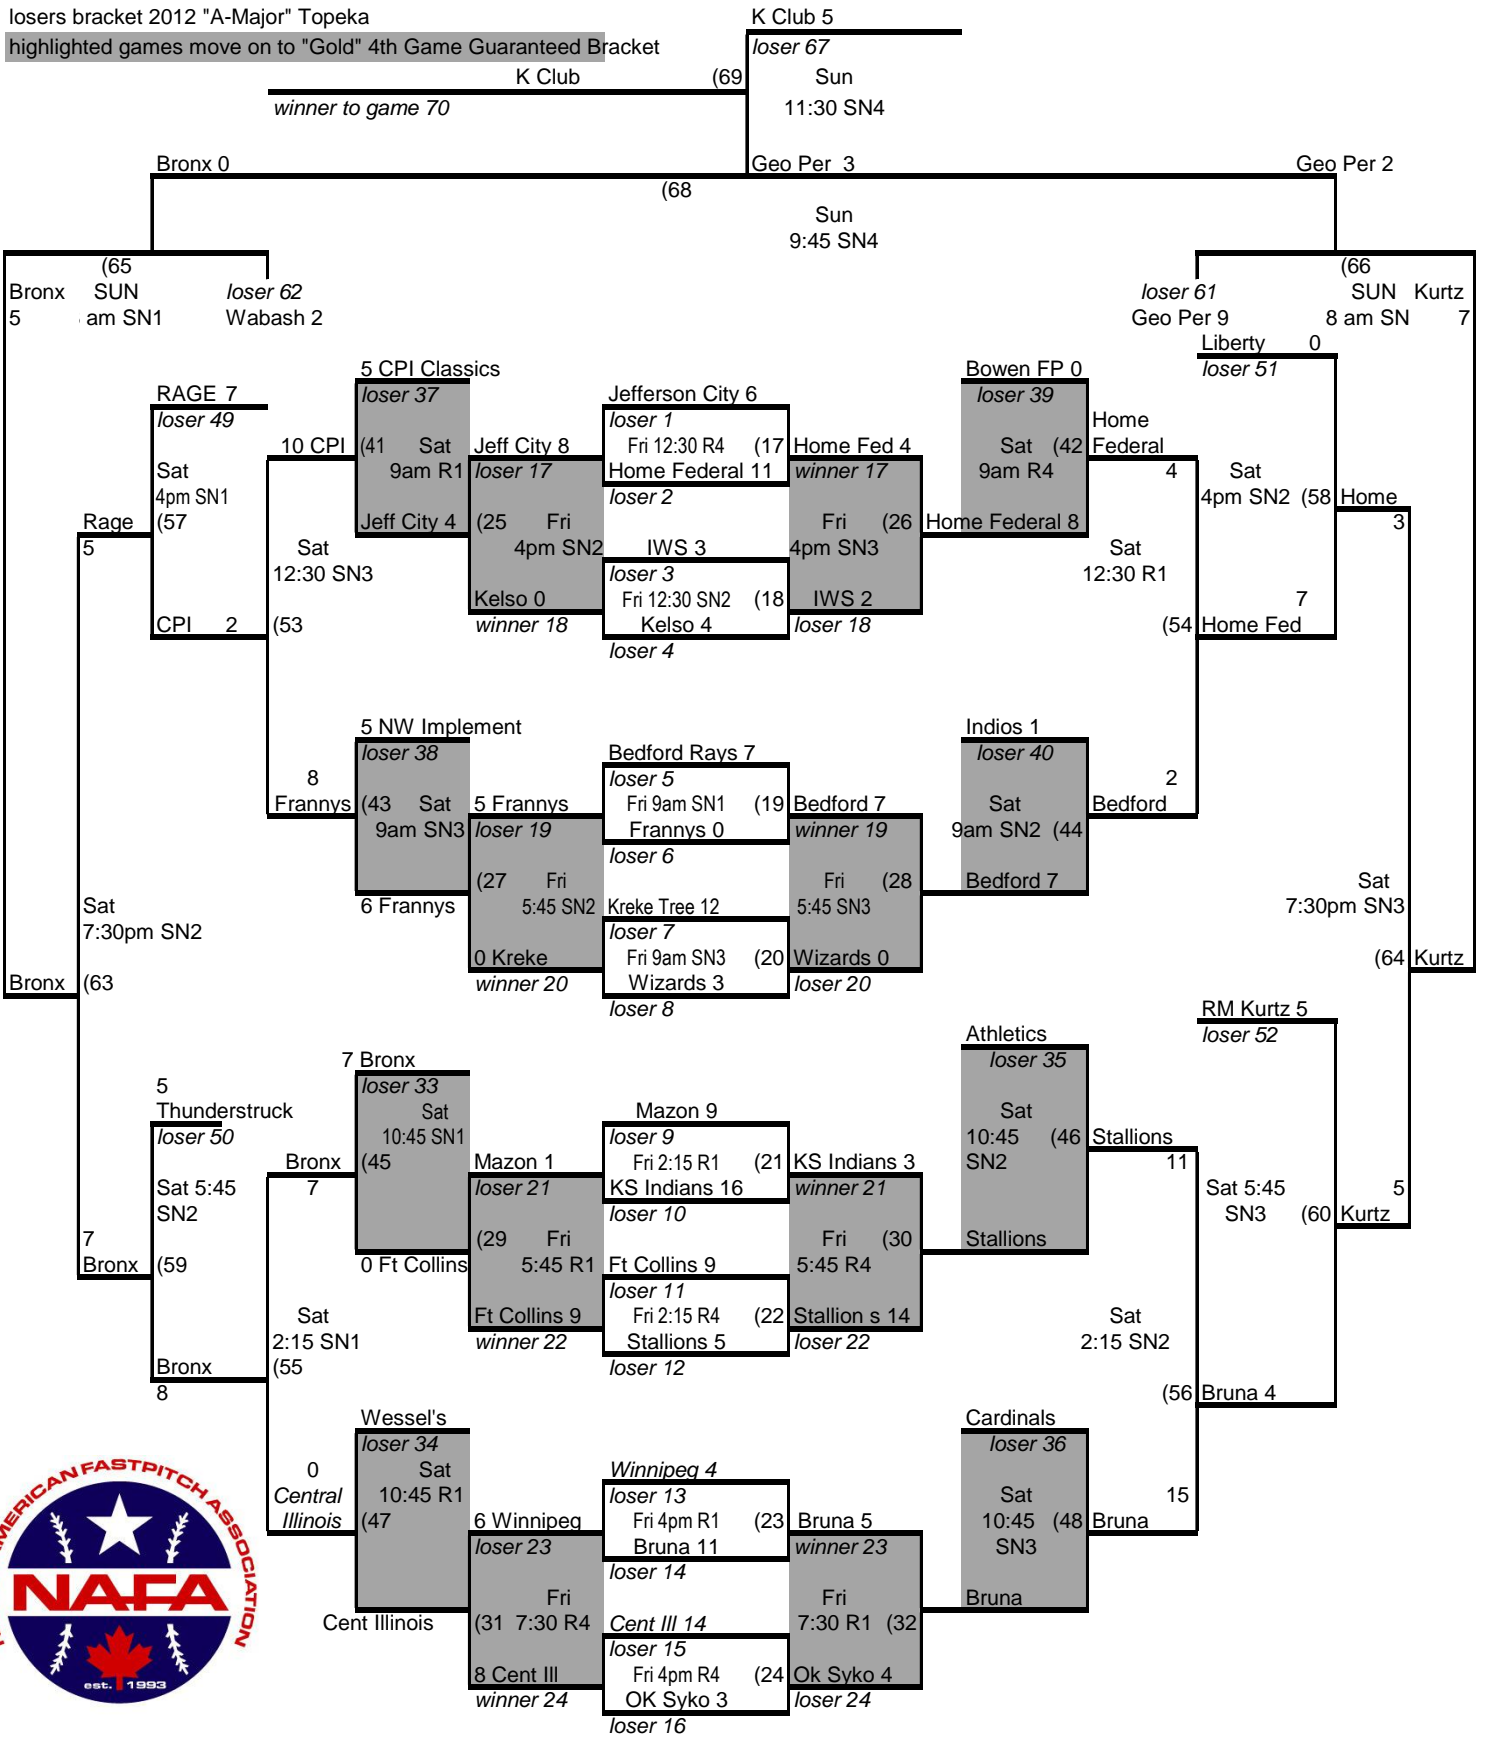 losers bracket 2012 "A-Major" Topeka
K Club 5
highlighted games move on to "Gold" 4th Game Guaranteed Bracket
loser 67
K Club (69 Sun
winner to game 70
11:30 SN4
Bronx 0
Geo Per 3
Geo Per 2
(68
Sun
9:45 SN4
(65
(66
Bronx SUN loser 62
5 am SN1 Wabash 2
loser 61 SUN Kurtz
Geo Per 9 8 am SN 7
Liberty 0
loser 51
5 CPI Classics
loser 37
Bowen FP 0
loser 39
RAGE 7
loser 49
Jefferson City 6
loser 1
10 CPI (41 Sat
9am R1
Jeff City 8
loser 17
Fri 12:30 R4 (17
Home Federal 11
loser 2
Home Fed 4
winner 17
Sat (42
9am R4
Home
Federal
4
Sat
4pm SN1
(57
Sat
4pm SN2 (58
Home
3
Rage
5
Jeff City 4
(25 Fri
4pm SN2
Fri (26
4pm SN3
Home Federal 8
Sat
12:30 SN3
IWS 3
loser 3
Sat
12:30 R1
Kelso 0
winner 18
Fri 12:30 SN2 (18
Kelso 4
loser 4
IWS 2
loser 18
7
CPI 2
(53
(54 Home Fed
5 NW Implement
loser 38
Indios 1
loser 40
Bedford Rays 7
loser 5
8
Frannys (43 Sat
9am SN3
5 Frannys
loser 19
Fri 9am SN1 (19
Frannys 0
loser 6
Bedford 7
winner 19
Sat
9am SN2 (44
2
Bedford
6 Frannys
(27 Fri
5:45 SN2
Kreke Tree 12
loser 7
Fri (28
5:45 SN3
Bedford 7
Sat
7:30pm SN2
Sat
7:30pm SN3
0 Kreke
winner 20
Fri 9am SN3 (20
Wizards 3
loser 8
Wizards 0
loser 20
Bronx (63
(64 Kurtz
RM Kurtz 5
loser 52
Athletics
loser 35
7 Bronx
loser 33
5
Thunderstruck
loser 50
Sat
10:45 SN1
Bronx (45
7
Mazon 9
loser 9
Mazon 1
loser 21
Fri 2:15 R1 (21
KS Indians 16
loser 10
KS Indians 3
winner 21
Sat
10:45 (46
SN2
Stallions
11
Sat 5:45
SN2
Sat 5:45
SN3 (60
5
Kurtz
7
Bronx (59
0 Ft Collins
(29 Fri
5:45 R1
Ft Collins 9
loser 11
Fri (30
5:45 R4
Stallions
Sat
2:15 SN1
(55
Ft Collins 9
winner 22
Fri 2:15 R4 (22
Stallions 5
loser 12
Stallion s 14
loser 22
Sat
2:15 SN2
Bronx
8
(56 Bruna 4
Wessel's
loser 34
Cardinals
loser 36
0
Central
Illinois
Sat
10:45 R1
(47
Winnipeg 4
loser 13
6 Winnipeg
loser 23
Fri 4pm R1 (23
Bruna 11
loser 14
Bruna 5
winner 23
Sat
10:45 (48
SN3
15
Bruna
Cent Illinois
Fri
(31 7:30 R4
Cent Ill 14
loser 15
Fri
7:30 R1 (32
Bruna
8 Cent Ill
winner 24
Fri 4pm R4 (24
OK Syko 3
loser 16
Ok Syko 4
loser 24
AMERICAN FASTPITCH ASSOCIATION
NAFA
est. 1993